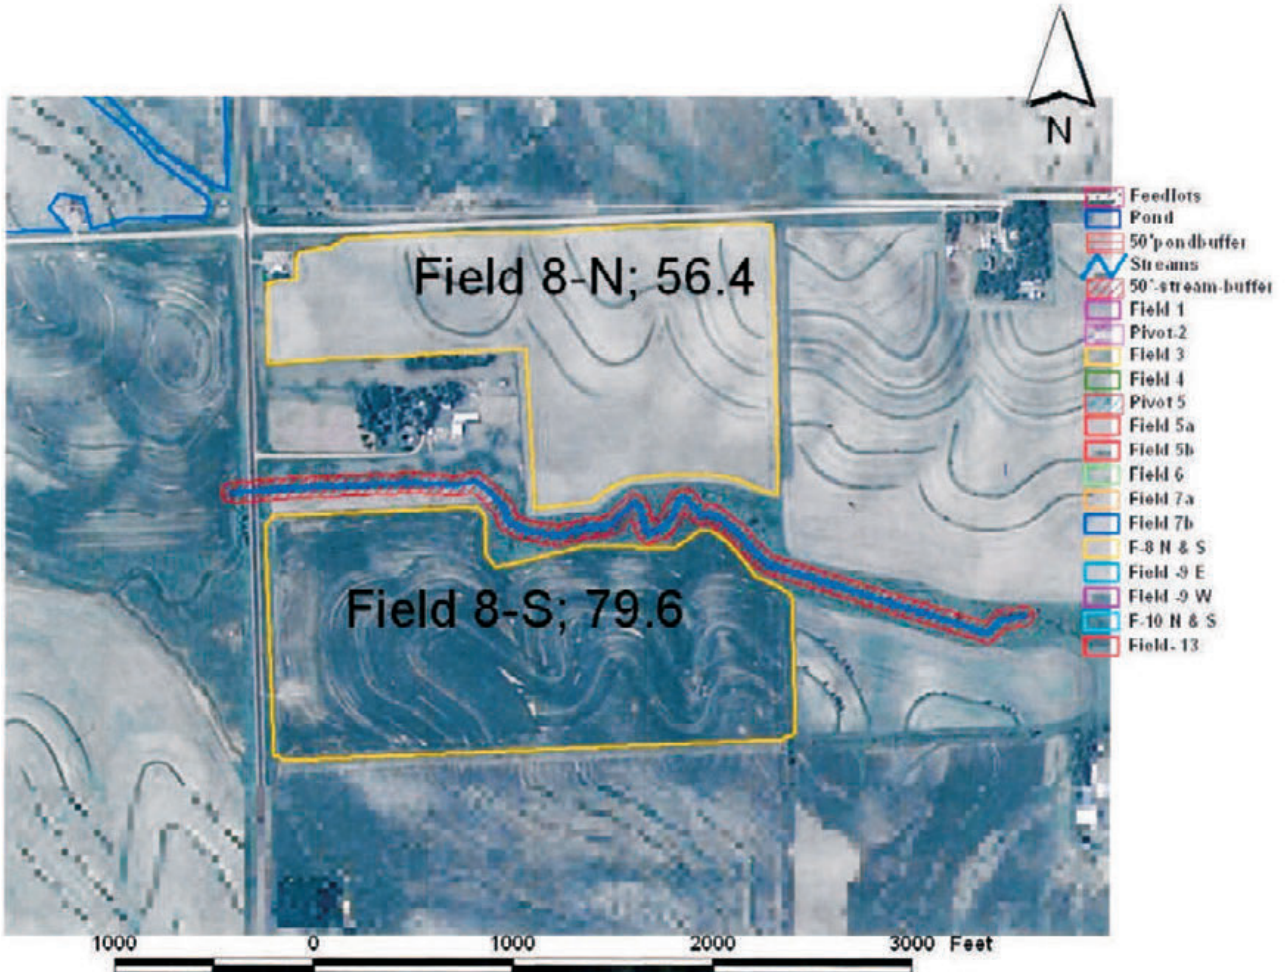 N
Feedlots
Pond
50'pondbuffer
Streams
50'-stream-buffer
Field 1
Pivot-2
Field 3
Field 4
Pivot 5
Field 5a
Field 5b
Field 6
Field 7a
Field 7b
F-8 N & S
Field -9 E
Field -9 W
F-10 N & S
Field- 13
Field 8-N; 56.4
Field 8-S; 79.6
1000 0 1000 2000 3000 Feet